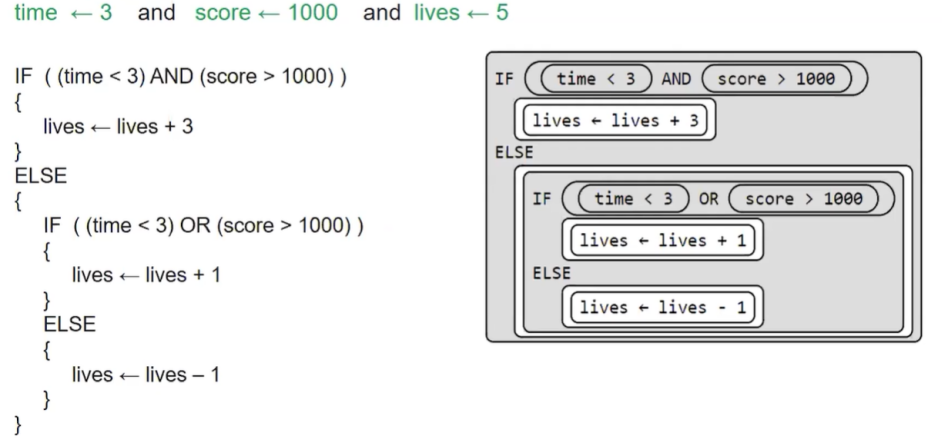 time ← 3 and score ← 1000 and lives ← 5
IF ( (time < 3) AND (score > 1000) )
{
lives ← lives + 3
}
ELSE
{
IF ( (time < 3) OR (score > 1000) )
{
lives ← lives + 1
}
ELSE
{
lives ← lives – 1
}
}
IF time < 3 AND score > 1000
lives ← lives + 3
ELSE
IF time < 3 OR score > 1000
lives ← lives + 1
ELSE
lives ← lives - 1